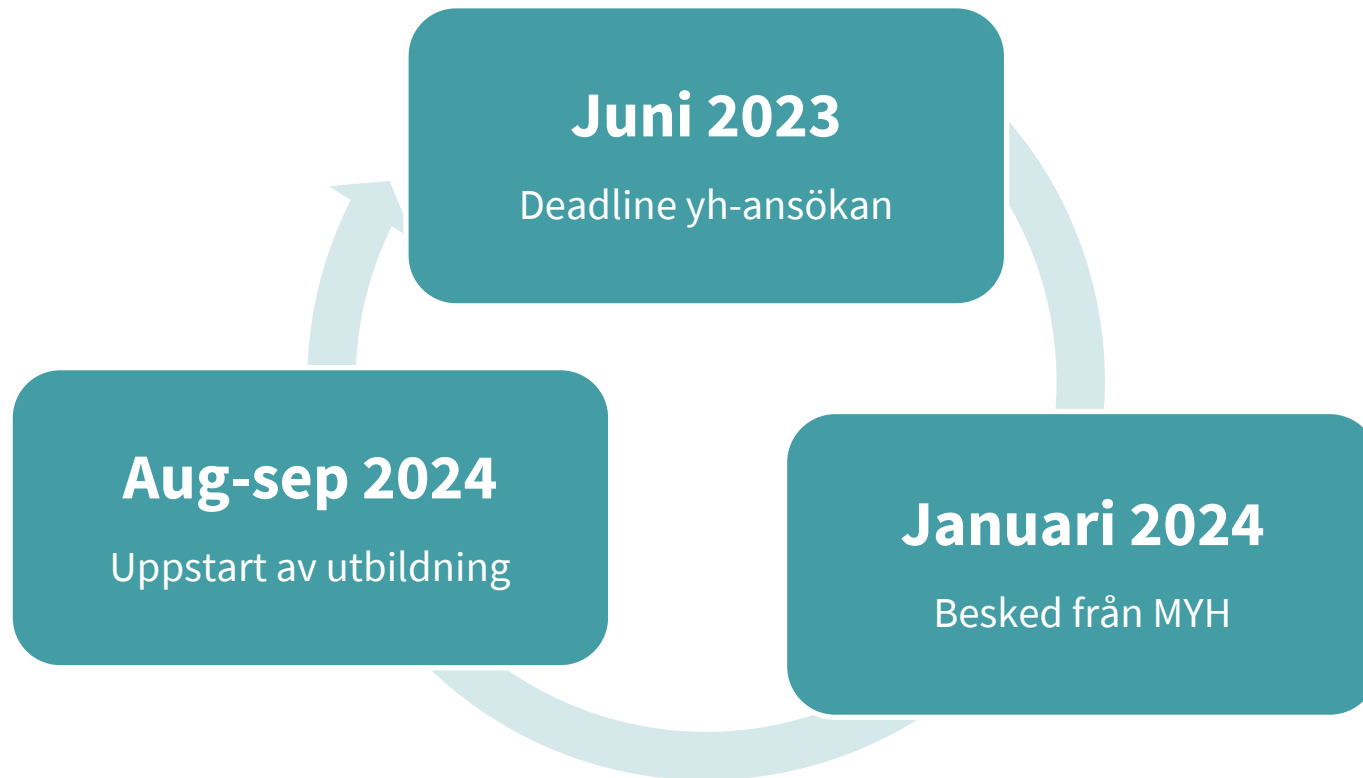 Juni 2023
Deadline yh-ansökan
Januari 2024
Besked från MYH
Aug-sep 2024
Uppstart av utbildning